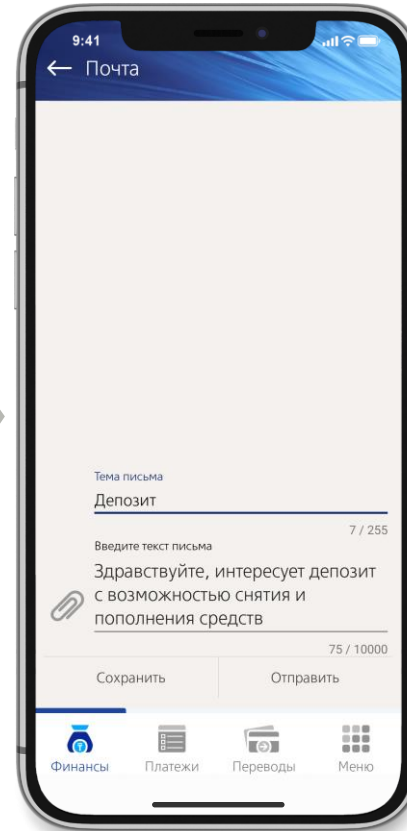 9:41
Почта
Тема письма
Депозит
7 / 255
Введите текст письма
Здравствуйте, интересует депозит
с возможностью снятия и
пополнения средств
75 / 10000
Сохранить Отправить
Финансы Платежи Переводы Меню